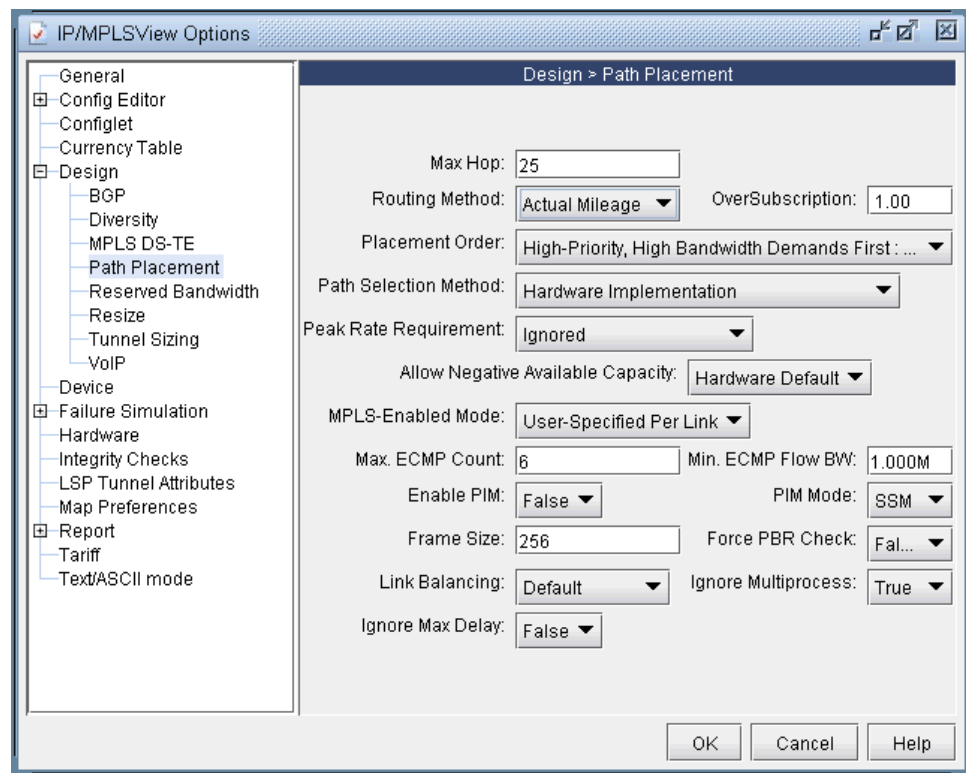 IP/MPLSView Options
General
Config Editor
Configlet
Currency Table
Design
BGP
Diversity
MPLS DS-TE
Path Placement
Reserved Bandwidth
Resize
Tunnel Sizing
VoIP
Device
Failure Simulation
Hardware
Integrity Checks
LSP Tunnel Attributes
Map Preferences
Report
Tariff
Text/ASCII mode
Design > Path Placement
Max Hop: 25
Routing Method: Actual Mileage OverSubscription: 1.00
Placement Order: High-Priority, High Bandwidth Demands First : ...
Path Selection Method: Hardware Implementation
Peak Rate Requirement: Ignored
Allow Negative Available Capacity: Hardware Default
MPLS-Enabled Mode: User-Specified Per Link
Max. ECMP Count: 6 Min. ECMP Flow BW: 1.000M
Enable PIM: False PIM Mode: SSM
Frame Size: 256 Force PBR Check: Fal...
Link Balancing: Default Ignore Multiprocess: True
Ignore Max Delay: False
OK Cancel Help